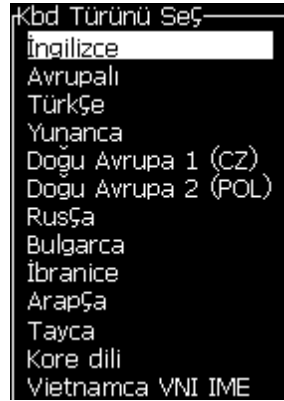 Kbd Türünü Seç
İngilizce
Avrupalı
Türkçe
Yunanca
Doğu Avrupa 1 (CZ)
Doğu Avrupa 2 (POL)
Rusça
Bulgarca
İbranice
Arapça
Tayca
Kore dili
Vietnamca VNI IME